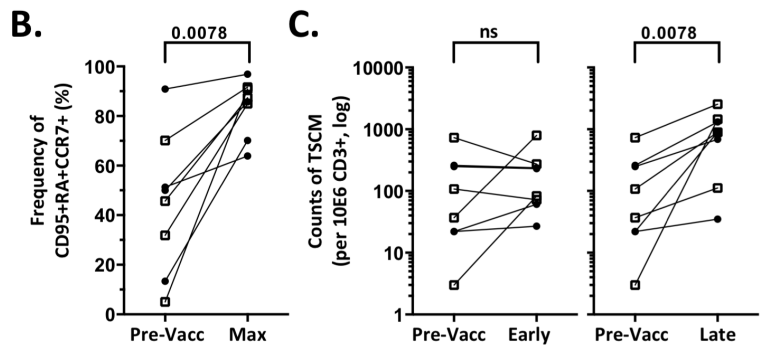 B.
0.0078
Frequency of
CD95+RA+CCR7+ (%)
100
80
60
40
20
0
Pre-Vacc Max
C.
ns
0.0078
Counts of TSCM
(per 10E6 CD3+, log)
10000
1000
100
10
1
Pre-Vacc Early
Pre-Vacc Late